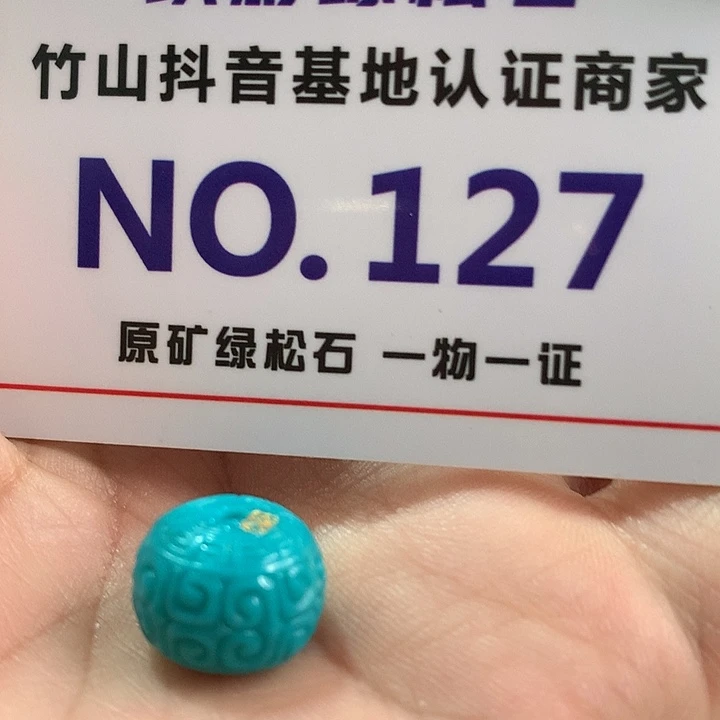 竹山抖音基地认证商家
NO.127
原矿绿松石 一物一证